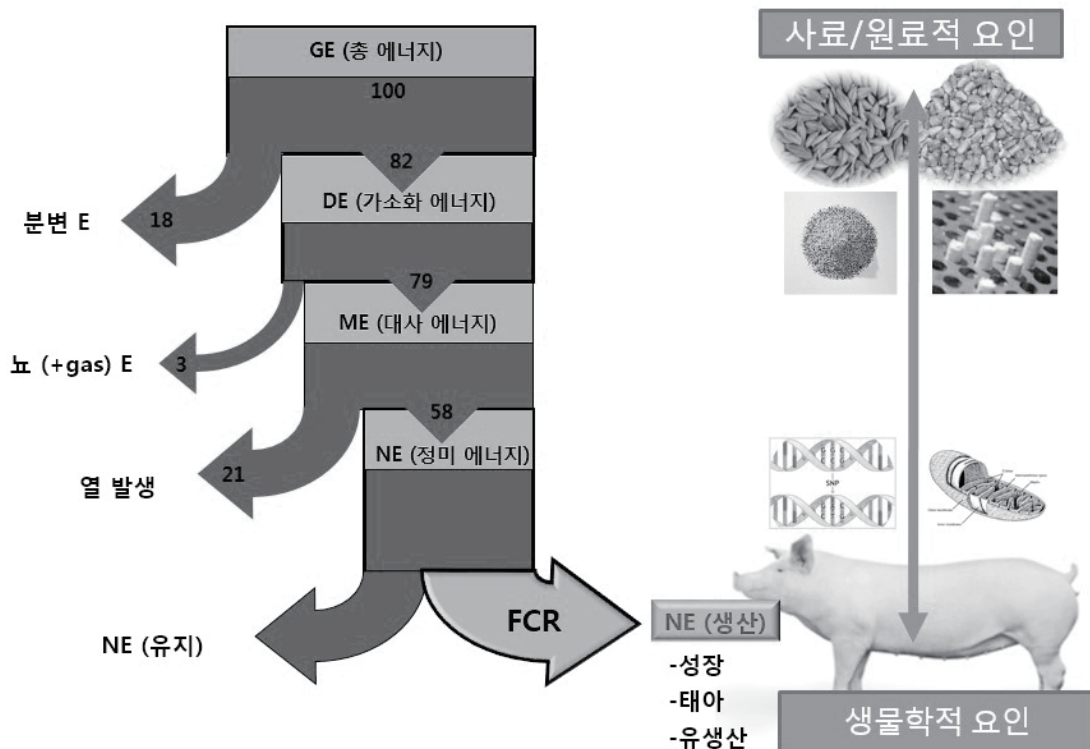 GE (총 에너지)
100
82
DE (가소화 에너지)
분변 E
18
79
ME (대사 에너지)
뇨 (+gas) E
3
58
NE (정미 에너지)
열 발생
21
NE (유지)
FCR
NE (생산)
-성장
-태아
-유생산
사료/원료적 요인
SNP
생물학적 요인